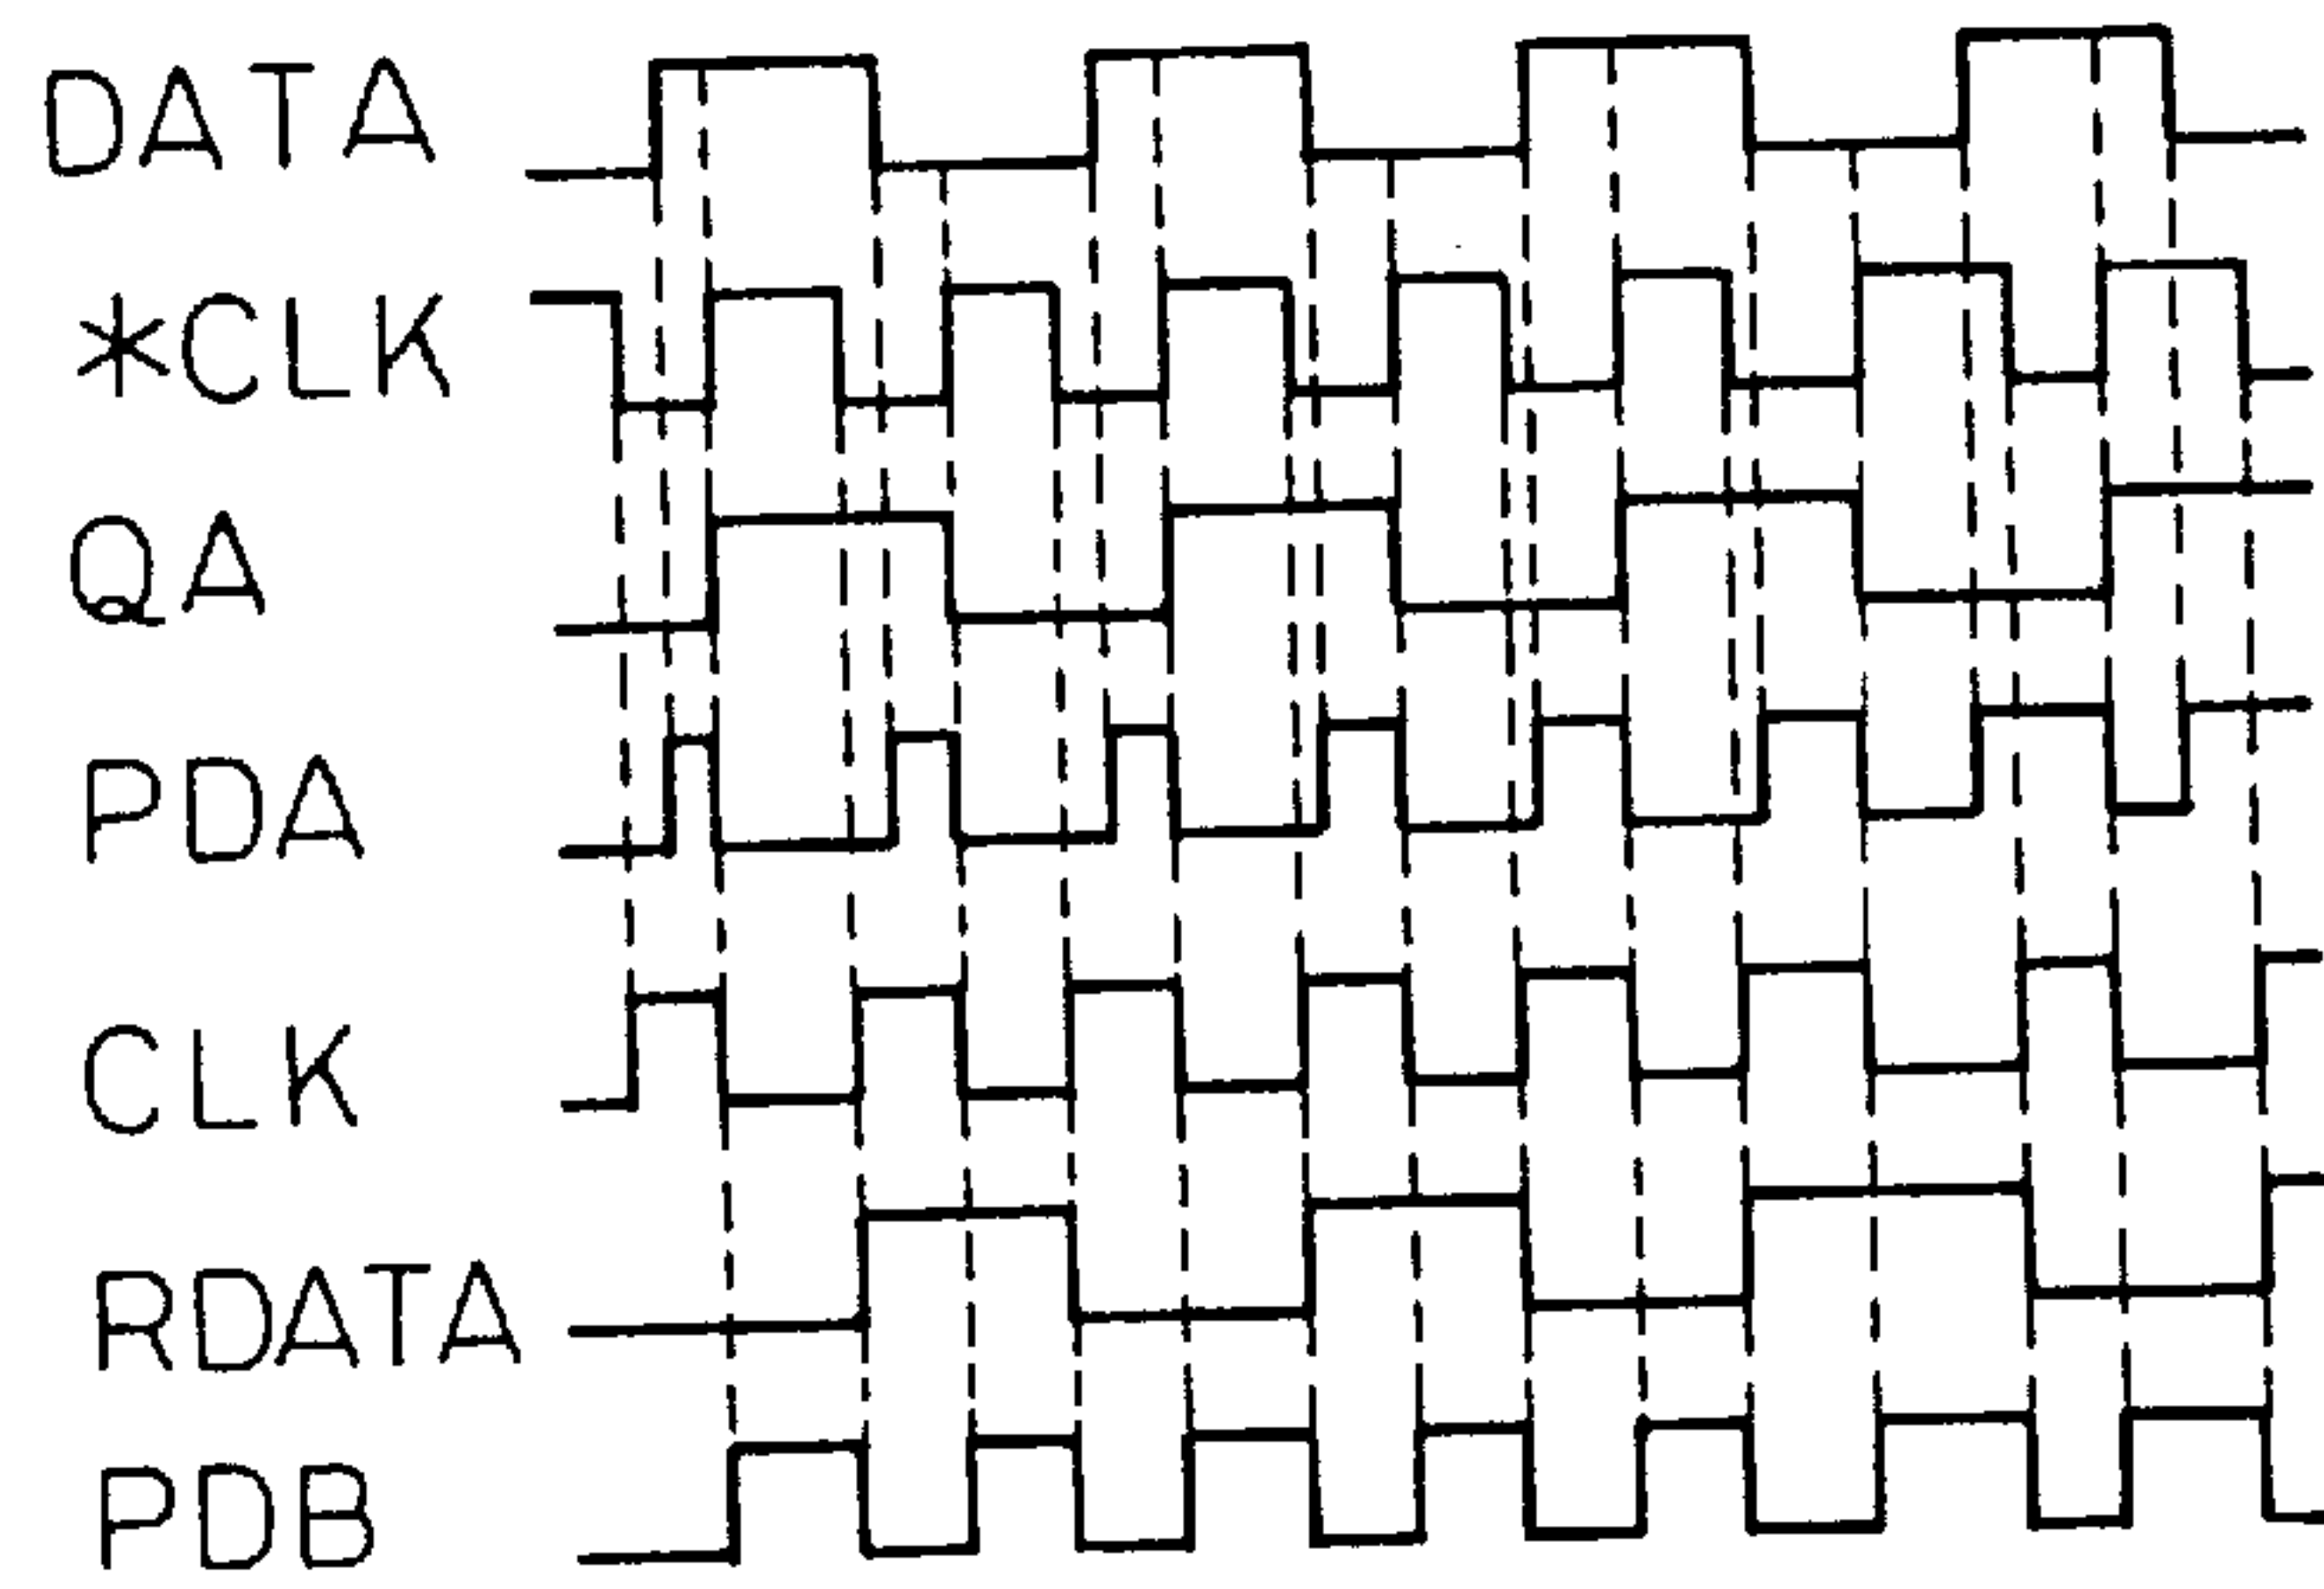 DATA
*CLK
QA
PDA
CLK
RDATA
PDB